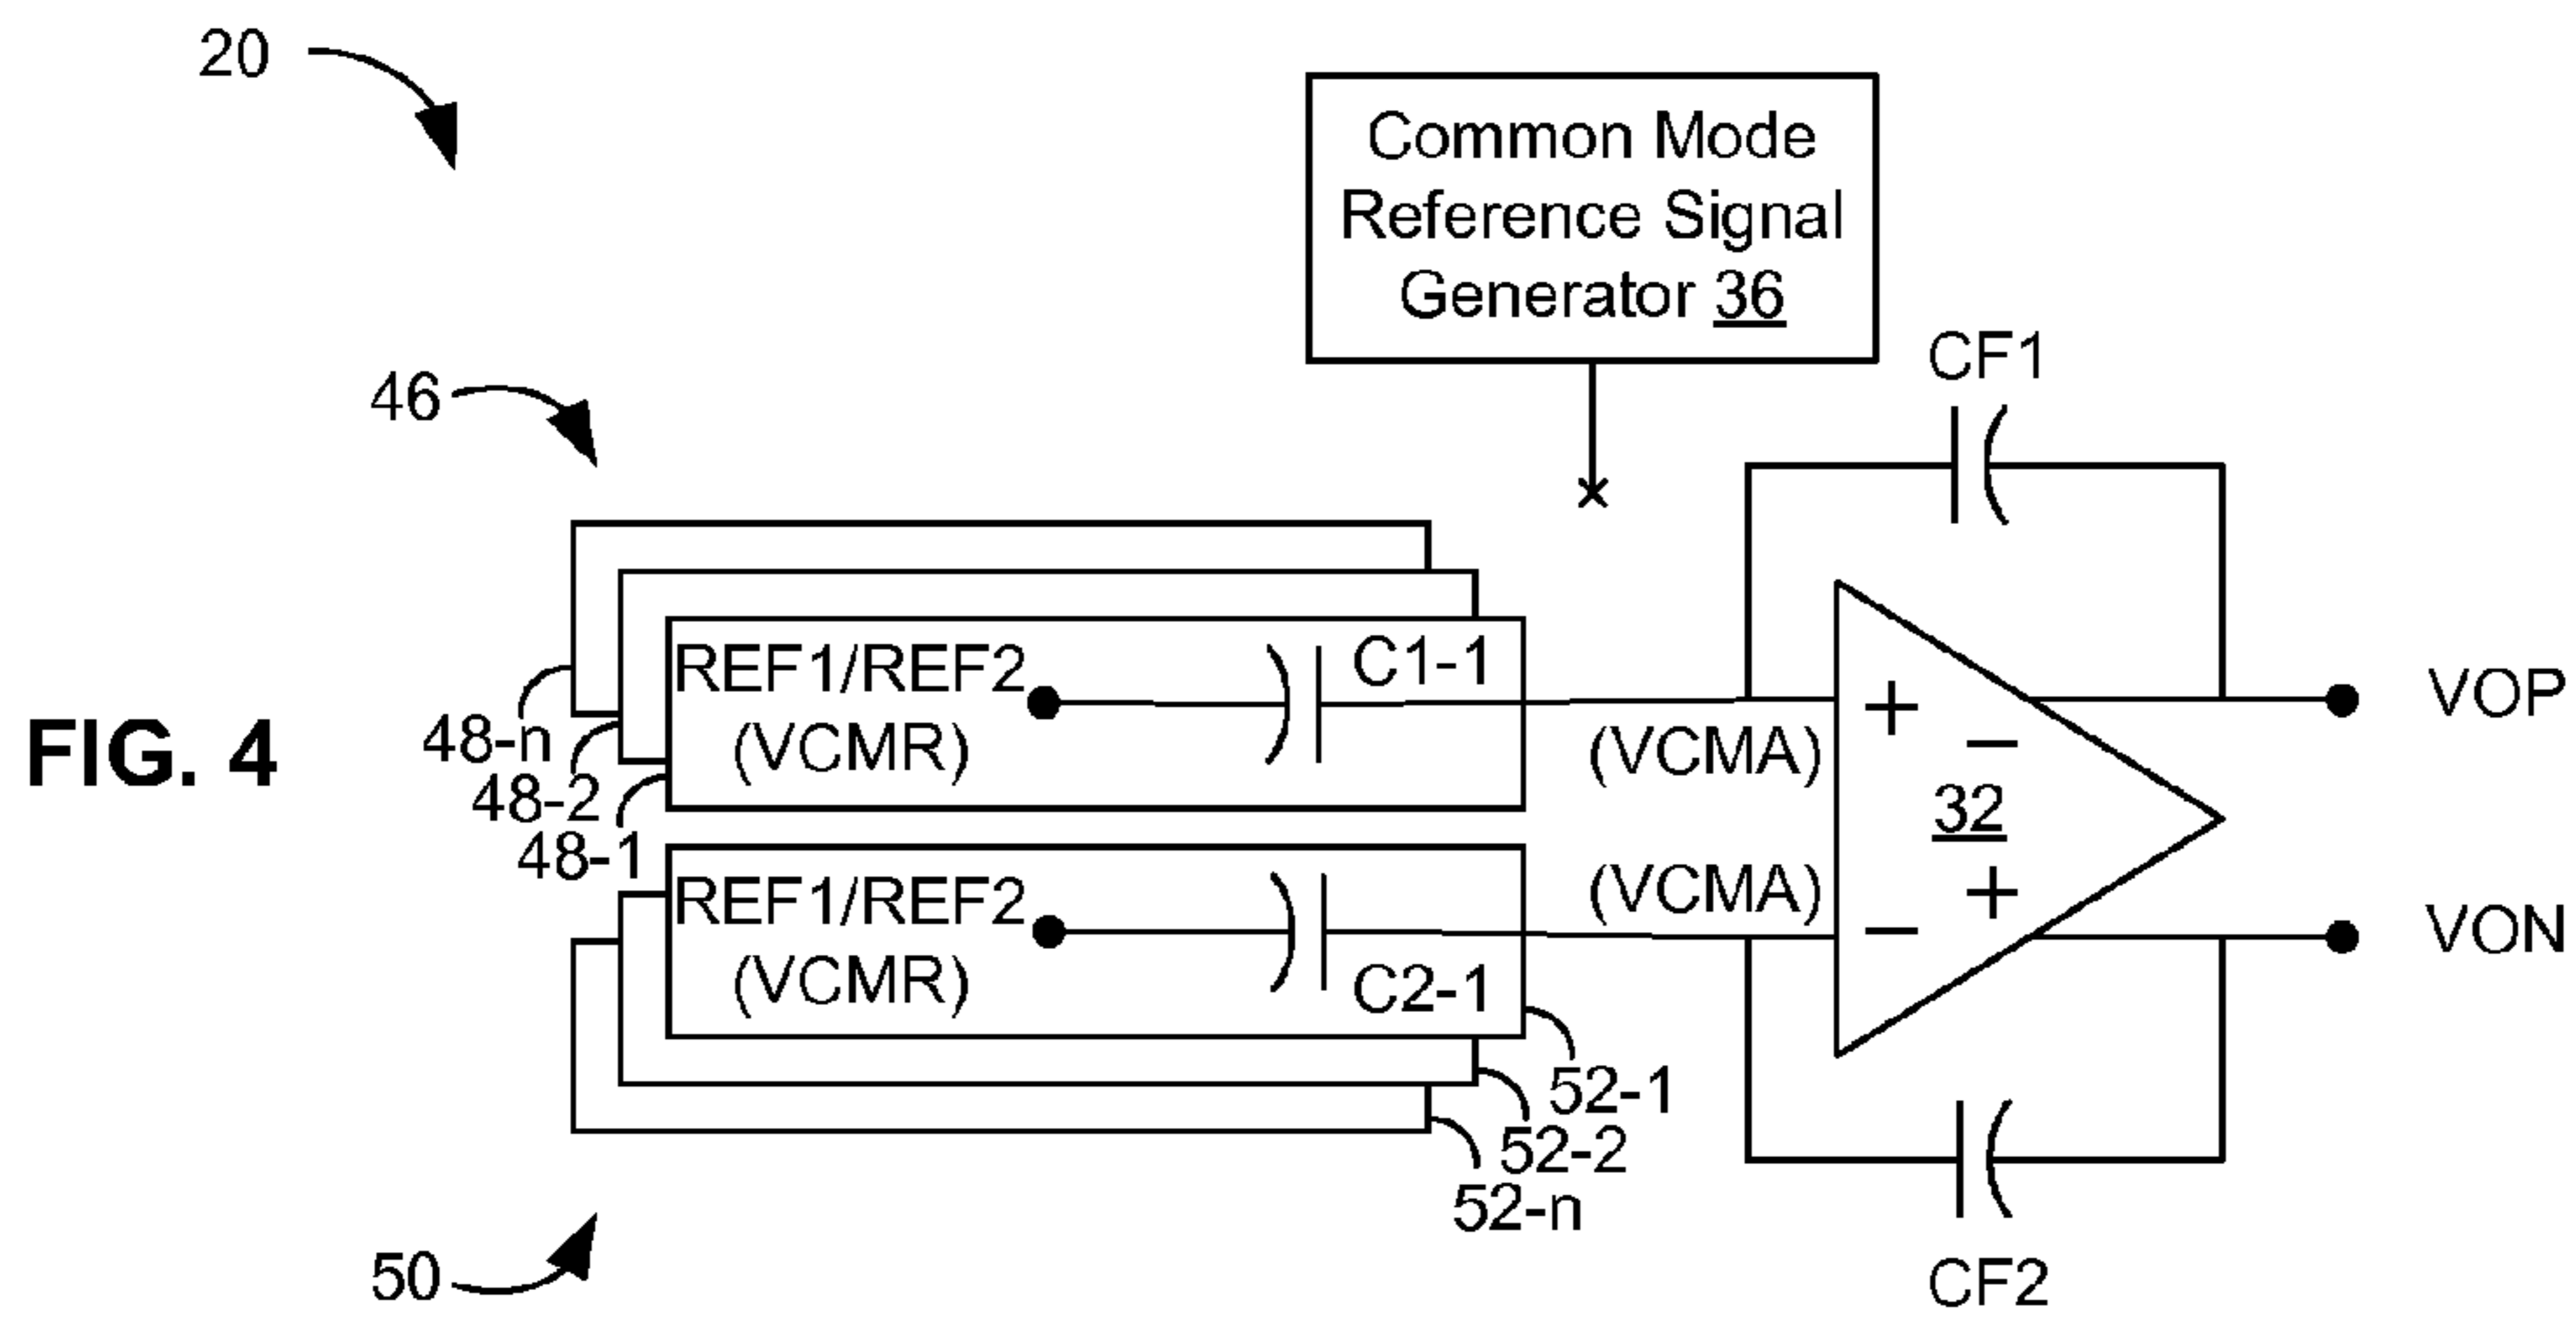 20
Common Mode
Reference Signal
Generator 36
CF1
46
REF1/REF2
(VCMR)
C1-1
(VCMA)
+
−
VOP
48-n
48-2
48-1
FIG. 4
32
REF1/REF2
(VCMR)
C2-1
(VCMA)
−
+
VON
52-1
52-2
52-n
50
CF2